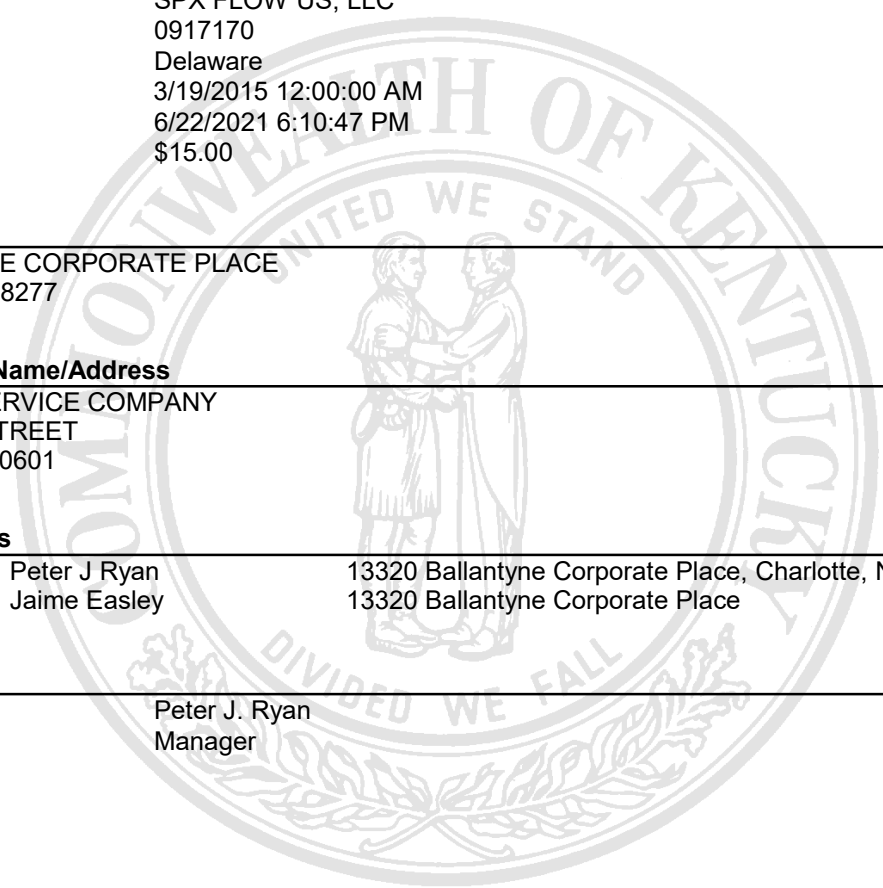 SPX FLOW US, LLC
0917170
Delaware
3/19/2015 12:00:00 AM
6/22/2021 6:10:47 PM
$15.00
E CORPORATE PLACE
8277
Name/Address
ERVICE COMPANY
TREET
0601
s
Peter J Ryan 13320 Ballantyne Corporate Place, Charlotte, N
Jaime Easley 13320 Ballantyne Corporate Place
Peter J. Ryan
Manager
COMMONWEALTH OF KENTUCKY
UNITED WE STAND
DIVIDED WE FALL